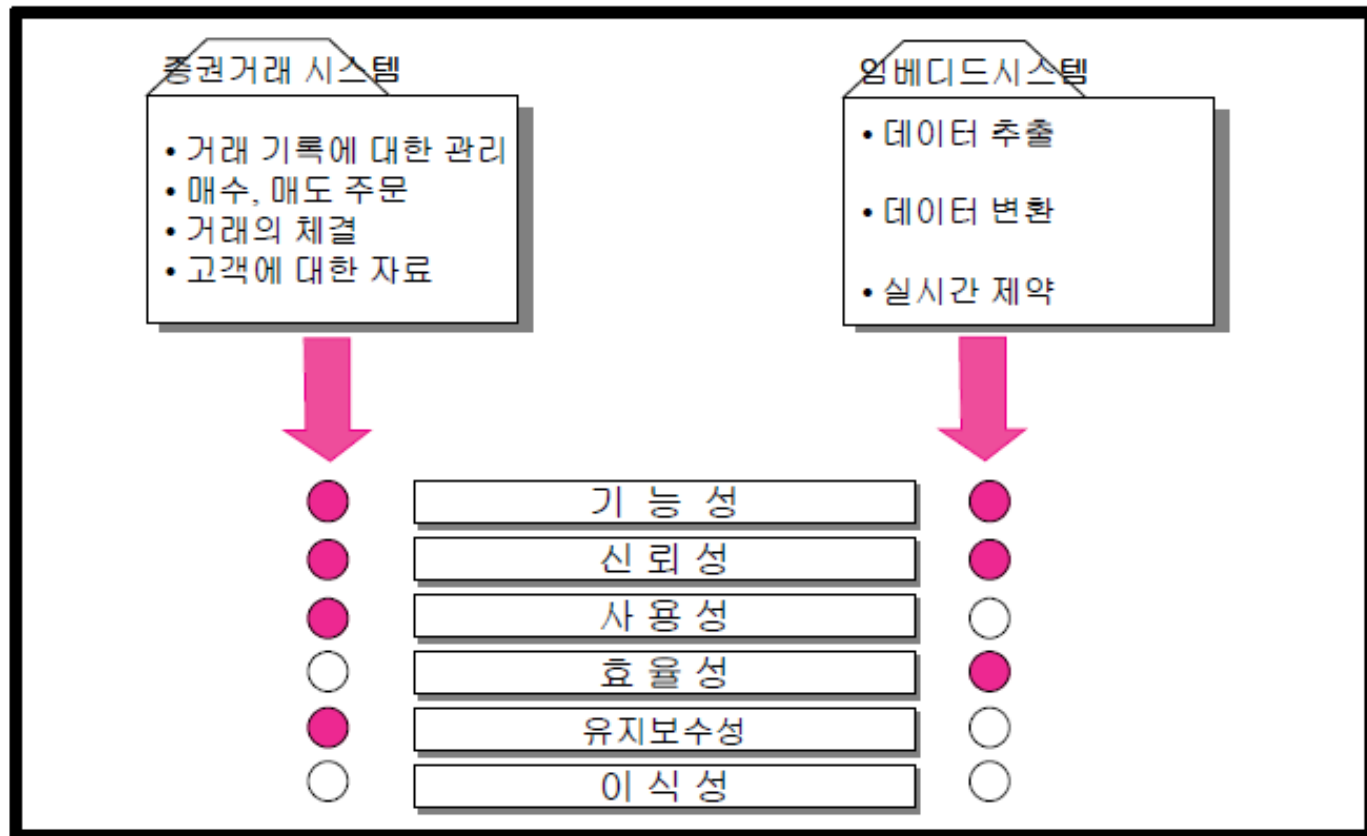 증권거래 시스템
• 거래 기록에 대한 관리
• 매수, 매도 주문
• 거래의 체결
• 고객에 대한 자료
임베디드시스템
• 데이터 추출
• 데이터 변환
• 실시간 제약
기 능 성
신 뢰 성
사 용 성
효 율 성
유지보수성
이 식 성